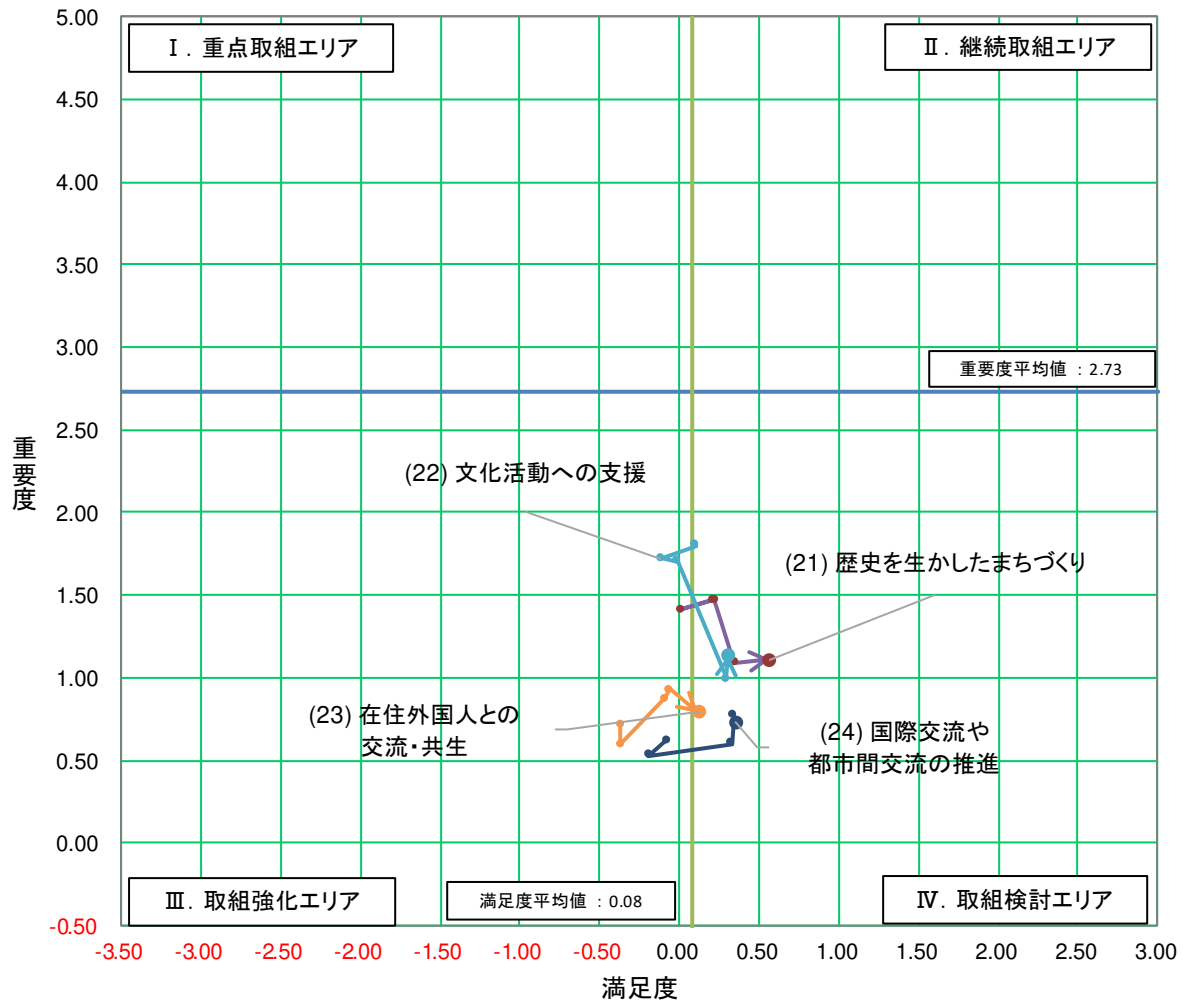 5.00
Ⅰ. 重点取組エリア
Ⅱ. 継続取組エリア
4.50
4.00
3.50
3.00
重要度平均値 : 2.73
2.50
重要度
(22) 文化活動への支援
2.00
(21) 歴史を生かしたまちづくり
1.50
1.00
(23) 在住外国人との
交流・共生
(24) 国際交流や
都市間交流の推進
0.50
0.00
Ⅲ. 取組強化エリア
満足度平均値 : 0.08
Ⅳ. 取組検討エリア
-0.50
-3.50 -3.00 -2.50 -2.00 -1.50 -1.00 -0.50 0.00 0.50 1.00 1.50 2.00 2.50 3.00
満足度